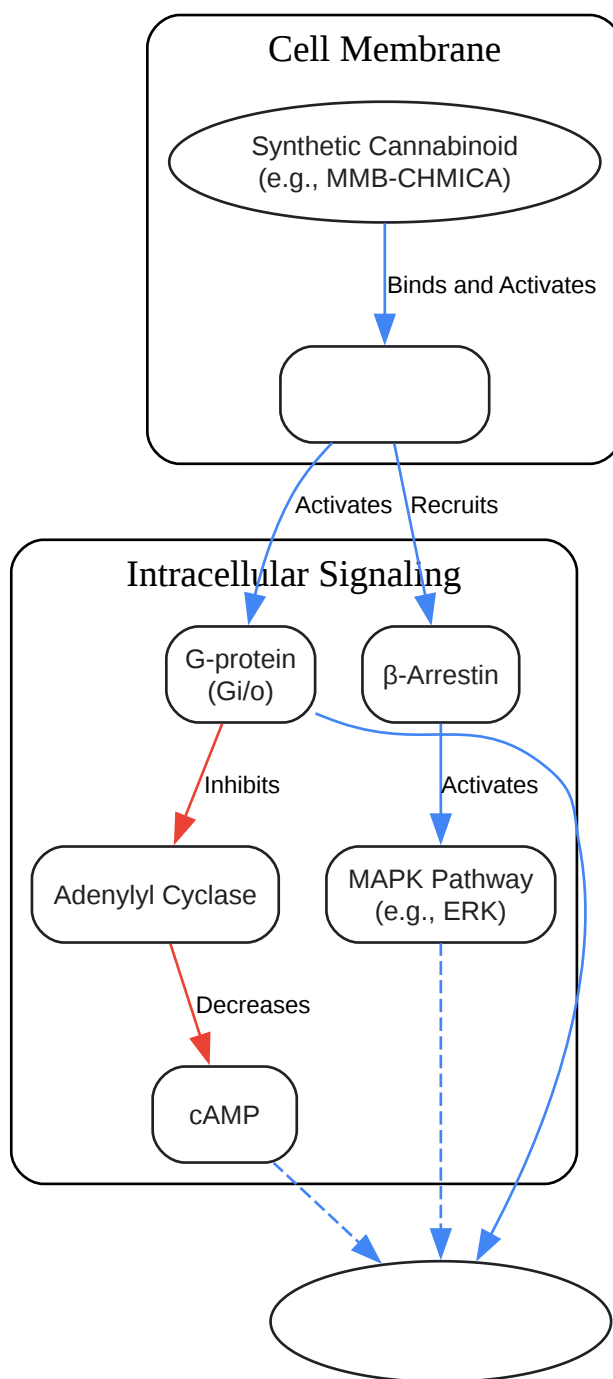 Cell Membrane
Synthetic Cannabinoid
(e.g., MMB-CHMICA)
Binds and Activates
Activates
Recruits
Intracellular Signaling
G-protein
(Gi/o)
β-Arrestin
Inhibits
Activates
Adenylyl Cyclase
MAPK Pathway
(e.g., ERK)
Decreases
cAMP